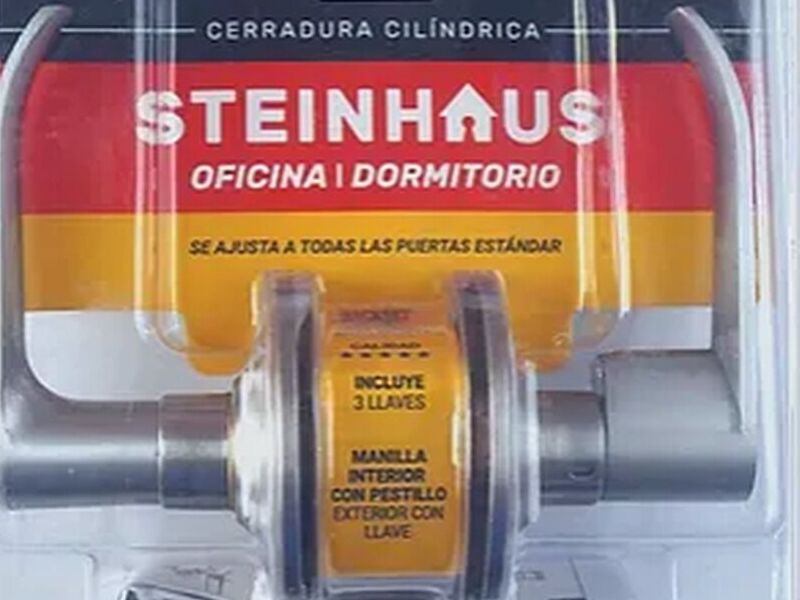 CERRADURA CILÍNDRICA
STEINHAUS
OFICINA | DORMITORIO
SE AJUSTA A TODAS LAS PUERTAS ESTÁNDAR
CALIDAD
INCLUYE
3 LLAVES
MANILLA
INTERIOR
CON PESTILLO
EXTERIOR CON
LLAVE